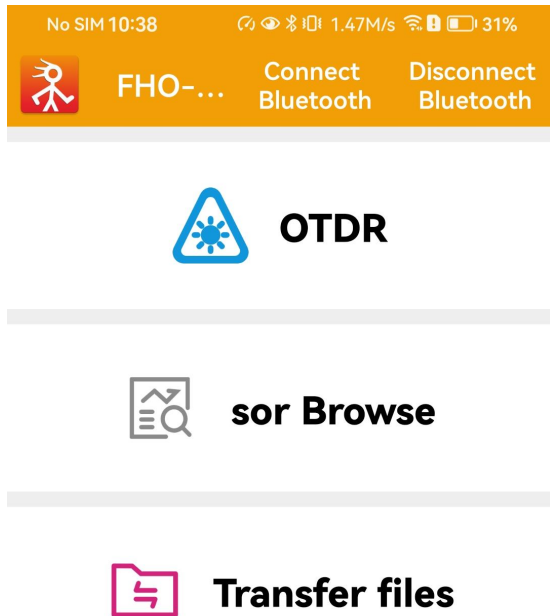 No SIM 10:38 1.47M/s 31%
FHO-... Connect Bluetooth Disconnect Bluetooth
OTDR
sor Browse
Transfer files